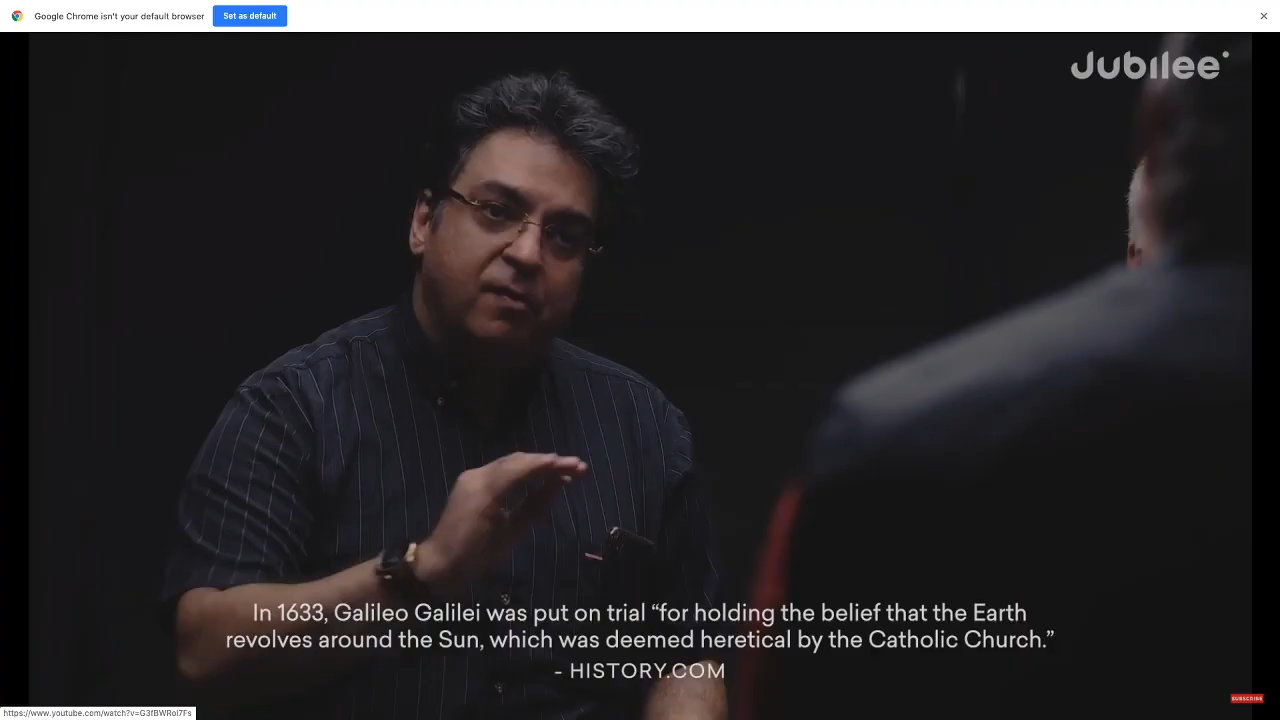 Google Chrome isn't your default browser
Set as default
Jubilee
In 1633, Galileo Galilei was put on trial “for holding the belief that the Earth
revolves around the Sun, which was deemed heretical by the Catholic Church.”
- HISTORY.COM
SUBSCRIBE
https://www.youtube.com/watch?v=G3fBWRoI7Fs